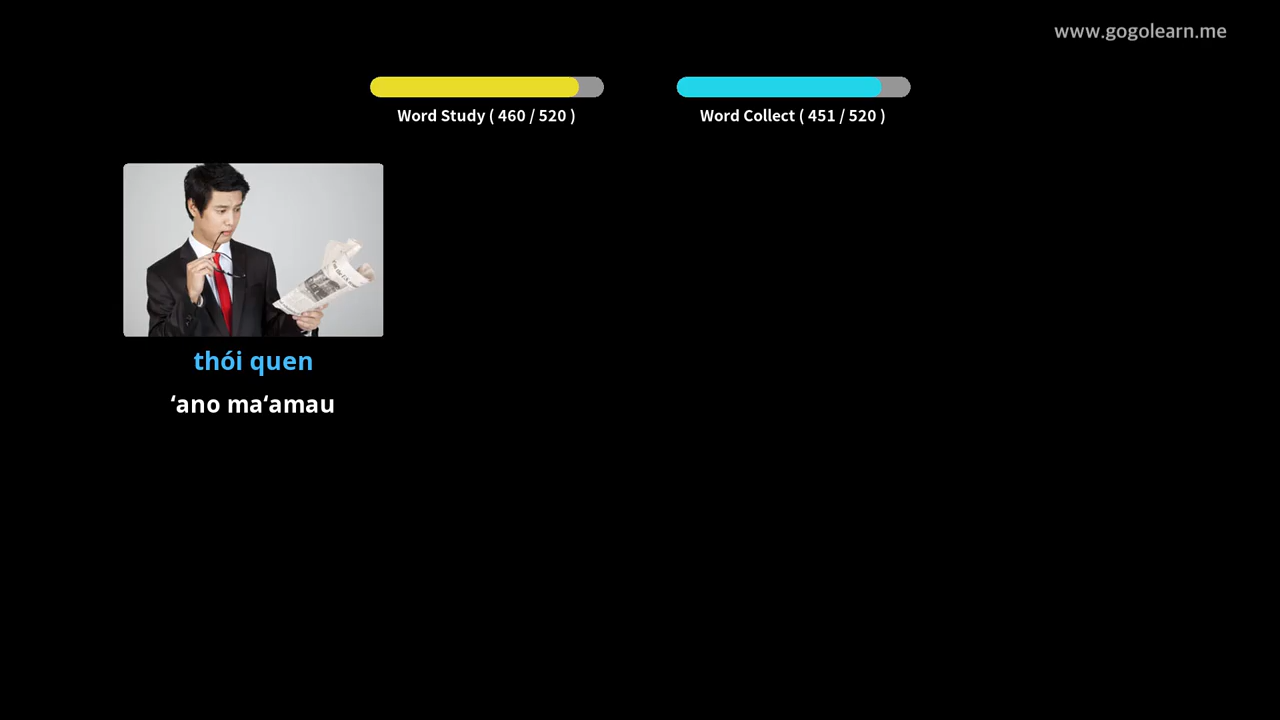 www.gogolearn.me
Word Study ( 460 / 520 )
Word Collect ( 451 / 520 )
thói quen
ʻano maʻamau